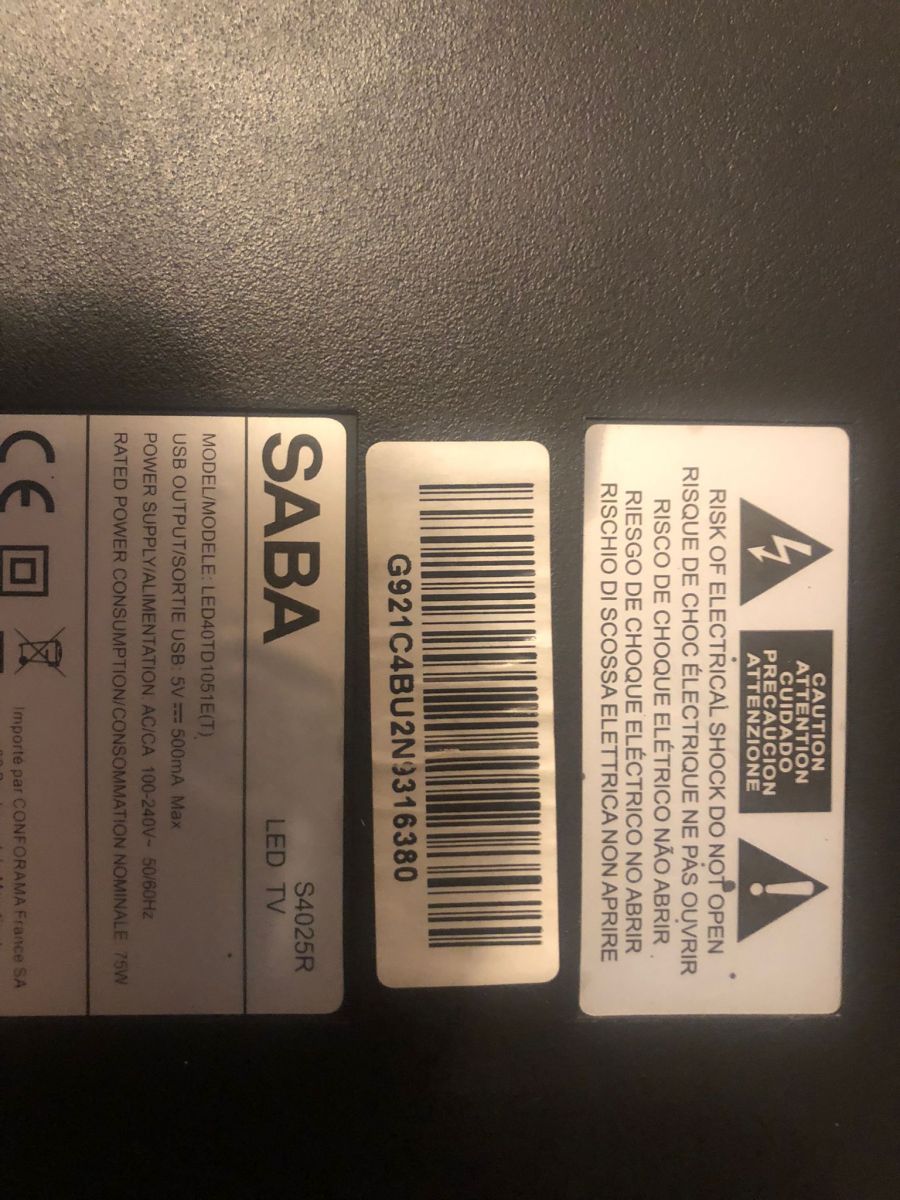 CAUTION
ATTENTION
CUIDADO
PRECAUCION
ATTENZIONE
RISK OF ELECTRICAL SHOCK DO NOT OPEN
RISQUE DE CHOC ÉLECTRIQUE NE PAS OUVRIR
RISCO DE CHOQUE ELÉTRICO NÃO ABRIR
RIESGO DE CHOQUE ELÉCTRICO NO ABRIR
RISCHIO DI SCOSSA ELETTRICA NON APRIRE
G921C4BU2N9316380
SABA
S4025R
LED TV
MODEL/MODELE: LED40TD1051E(T)
USB OUTPUT/SORTIE USB: 5V⎓500mA Max
POWER SUPPLY/ALIMENTATION AC/CA 100-240V~ 50/60Hz
RATED POWER CONSUMPTION/CONSOMMATION NOMINALE 75W
CE
Importé par CONFORAMA France SA